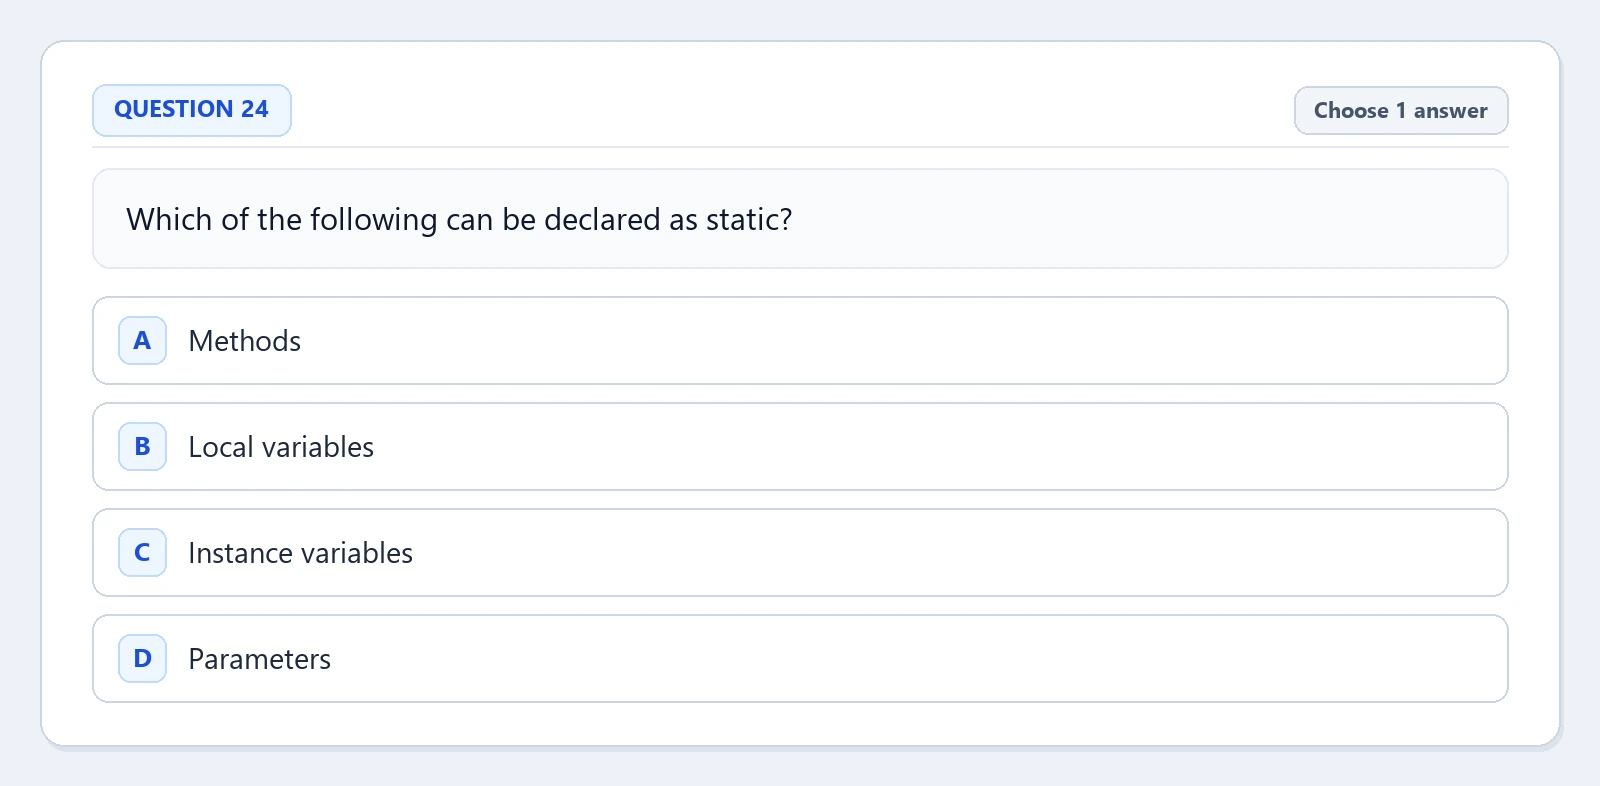 QUESTION 24
Choose 1 answer
Which of the following can be declared as static?
A Methods
B Local variables
C Instance variables
D Parameters